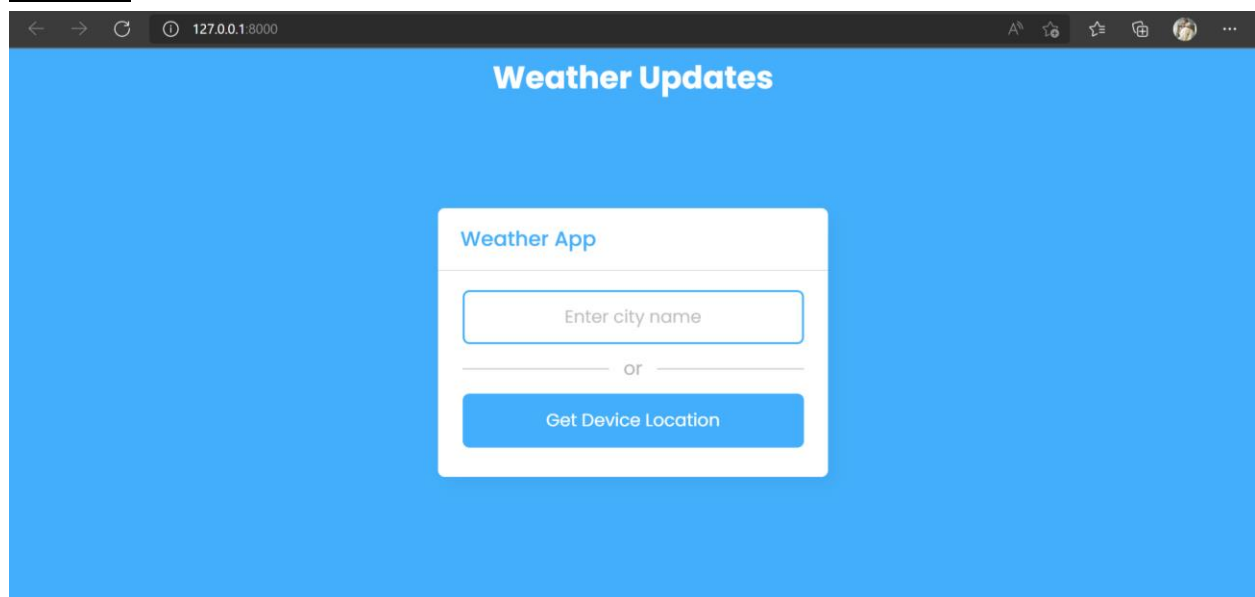 127.0.0.1:8000
Weather Updates
Weather App
Enter city name
or
Get Device Location